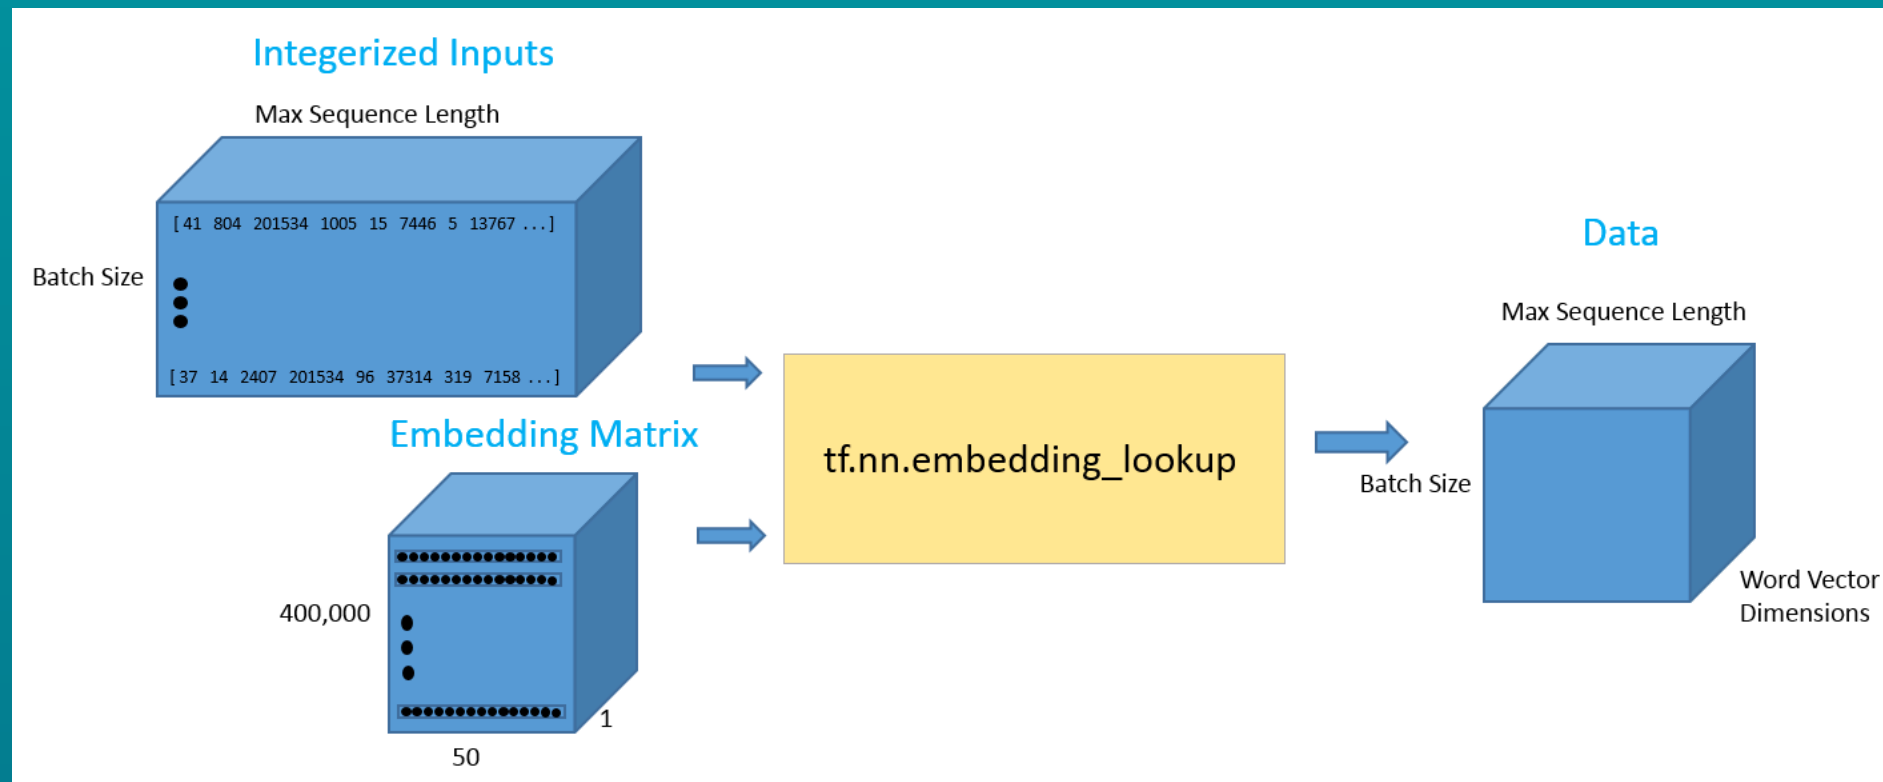 Integerized Inputs
Max Sequence Length
[ 41 804 201534 1005 15 7446 5 13767 ...]
Batch Size
[ 37 14 2407 201534 96 37314 319 7158 ...]
Embedding Matrix
400,000
1
50
tf.nn.embedding_lookup
Data
Max Sequence Length
Batch Size
Word Vector
Dimensions